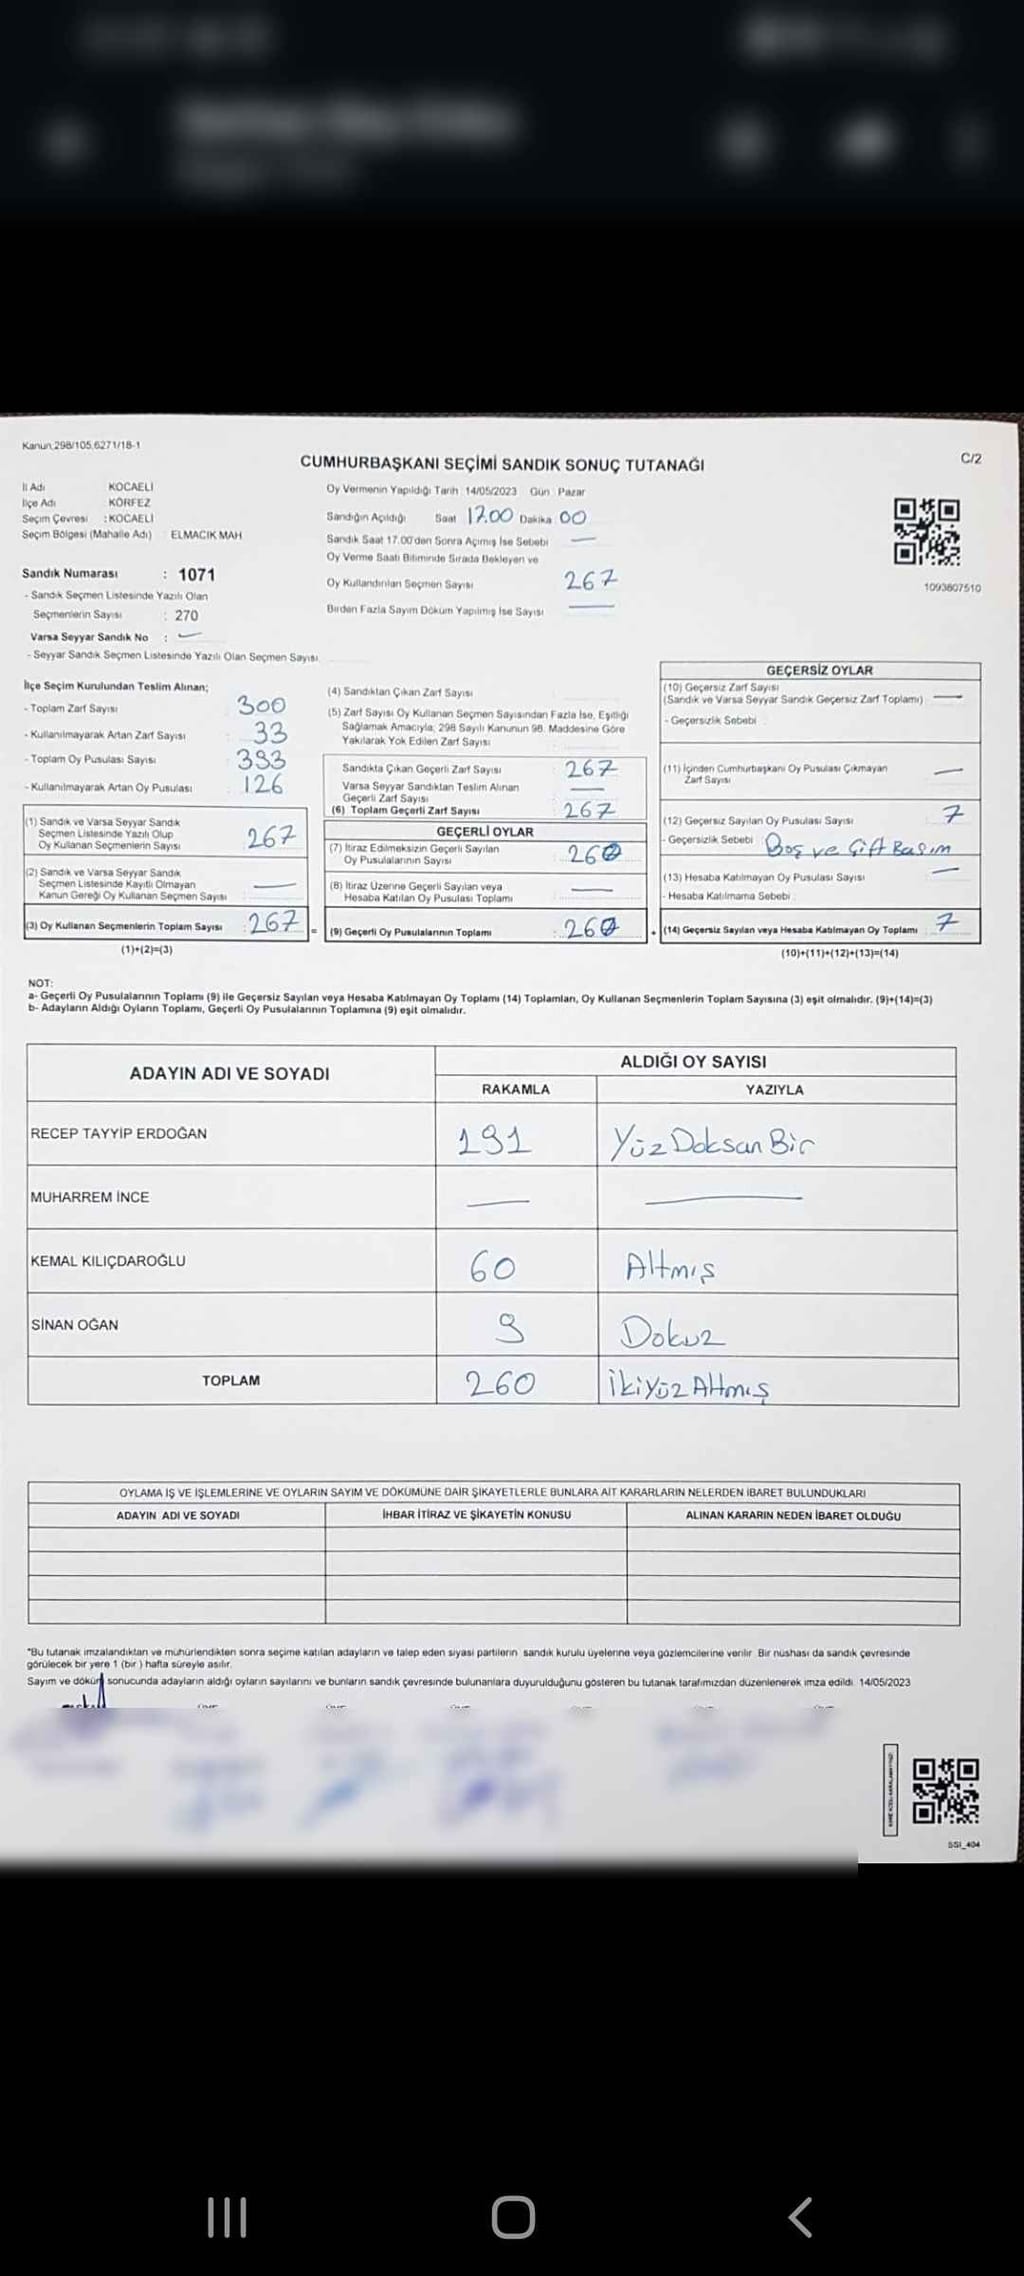 Kanun 298/105,6271/18-1
C/2
CUMHURBAŞKANI SEÇİMİ SANDIK SONUÇ TUTANAĞI
İl Adı KOCAELİ
İlçe Adı KÖRFEZ
Seçim Çevresi : KOCAELİ
Seçim Bölgesi (Mahalle Adı) ELMACIK MAH
Sandık Numarası : 1071
- Sandık Seçmen Listesinde Yazılı Olan
Seçmenlerin Sayısı : 270
Varsa Seyyar Sandık No : —
- Seyyar Sandık Seçmen Listesinde Yazılı Olan Seçmen Sayısı
Oy Vermenin Yapıldığı Tarih 14/05/2023 Gün Pazar
Sandığın Açıldığı Saat 17.00 Dakika 00
Sandık Saat 17.00'den Sonra Açımış İse Sebebi —
Oy Verme Saati Bitiminde Sırada Bekleyen ve
Oy Kullandırılan Seçmen Sayısı 267
Birden Fazla Sayım Döküm Yapılmış İse Sayısı —
1093807510
İlçe Seçim Kurulundan Teslim Alınan;
- Toplam Zarf Sayısı 300
- Kullanılmayarak Artan Zarf Sayısı : 33
- Toplam Oy Pusulası Sayısı 393
- Kullanılmayarak Artan Oy Pusulası : 126
(1) Sandık ve Varsa Seyyar Sandık
Seçmen Listesinde Yazılı Olup
Oy Kullanan Seçmenlerin Sayısı 267
(2) Sandık ve Varsa Seyyar Sandık
Seçmen Listesinde Kayıtlı Olmayan
Kanun Gereği Oy Kullanan Seçmen Sayısı —
(3) Oy Kullanan Seçmenlerin Toplam Sayısı : 267 =
(1)+(2)=(3)
(4) Sandıktan Çıkan Zarf Sayısı
(5) Zarf Sayısı Oy Kullanan Seçmen Sayısından Fazla İse, Eşitliği
Sağlamak Amacıyla, 298 Sayılı Kanunun 98. Maddesine Göre
Yakılarak Yok Edilen Zarf Sayısı
Sandıkta Çıkan Geçerli Zarf Sayısı 267
Varsa Seyyar Sandıktan Teslim Alınan
Geçerli Zarf Sayısı —
(6) Toplam Geçerli Zarf Sayısı 267
GEÇERLİ OYLAR
(7) İtiraz Edilmeksizin Geçerli Sayılan
Oy Pusulalarının Sayısı 260
(8) İtiraz Üzerine Geçerli Sayılan veya
Hesaba Katılan Oy Pusulası Toplamı —
(9) Geçerli Oy Pusulalarının Toplamı : 260 +
GEÇERSİZ OYLAR
(10) Geçersiz Zarf Sayısı
(Sandık ve Varsa Seyyar Sandık Geçersiz Zarf Toplamı) —
- Geçersizlik Sebebi
(11) İçinden Cumhurbaşkanı Oy Pusulası Çıkmayan
Zarf Sayısı —
(12) Geçersiz Sayılan Oy Pusulası Sayısı 7
- Geçersizlik Sebebi Boş ve Çift Basım
(13) Hesaba Katılmayan Oy Pusulası Sayısı —
- Hesaba Katılmama Sebebi
(14) Geçersiz Sayılan veya Hesaba Katılmayan Oy Toplamı : 7
(10)+(11)+(12)+(13)=(14)
NOT:
a- Geçerli Oy Pusulalarının Toplamı (9) ile Geçersiz Sayılan veya Hesaba Katılmayan Oy Toplamı (14) Toplamları, Oy Kullanan Seçmenlerin Toplam Sayısına (3) eşit olmalıdır. (9)+(14)=(3)
b- Adayların Aldığı Oyların Toplamı, Geçerli Oy Pusulalarının Toplamına (9) eşit olmalıdır.
ADAYIN ADI VE SOYADI ALDIĞI OY SAYISI
RAKAMLA YAZIYLA
RECEP TAYYİP ERDOĞAN 191 Yüz Doksan Bir
MUHARREM İNCE — —
KEMAL KILIÇDAROĞLU 60 Altmış
SİNAN OĞAN 9 Dokuz
TOPLAM 260 İkiYüz Altmış
OYLAMA İŞ VE İŞLEMLERİNE VE OYLARIN SAYIM VE DÖKÜMÜNE DAİR ŞİKAYETLERLE BUNLARA AİT KARARLARIN NELERDEN İBARET BULUNDUKLARI
ADAYIN ADI VE SOYADI İHBAR İTİRAZ VE ŞİKAYETİN KONUSU ALINAN KARARIN NEDEN İBARET OLDUĞU
*Bu tutanak imzalandıktan ve mühürlendikten sonra seçime katılan adayların ve talep eden siyasi partilerin sandık kurulu üyelerine veya gözlemcilerine verilir Bir nüshası da sandık çevresinde
görülecek bir yere 1 (bir ) hafta süreyle asılır.
Sayım ve döküm sonucunda adayların aldığı oyların sayılarını ve bunların sandık çevresinde bulunanlara duyurulduğunu gösteren bu tutanak tarafımızdan düzenlenerek imza edildi 14/05/2023
SSI_404